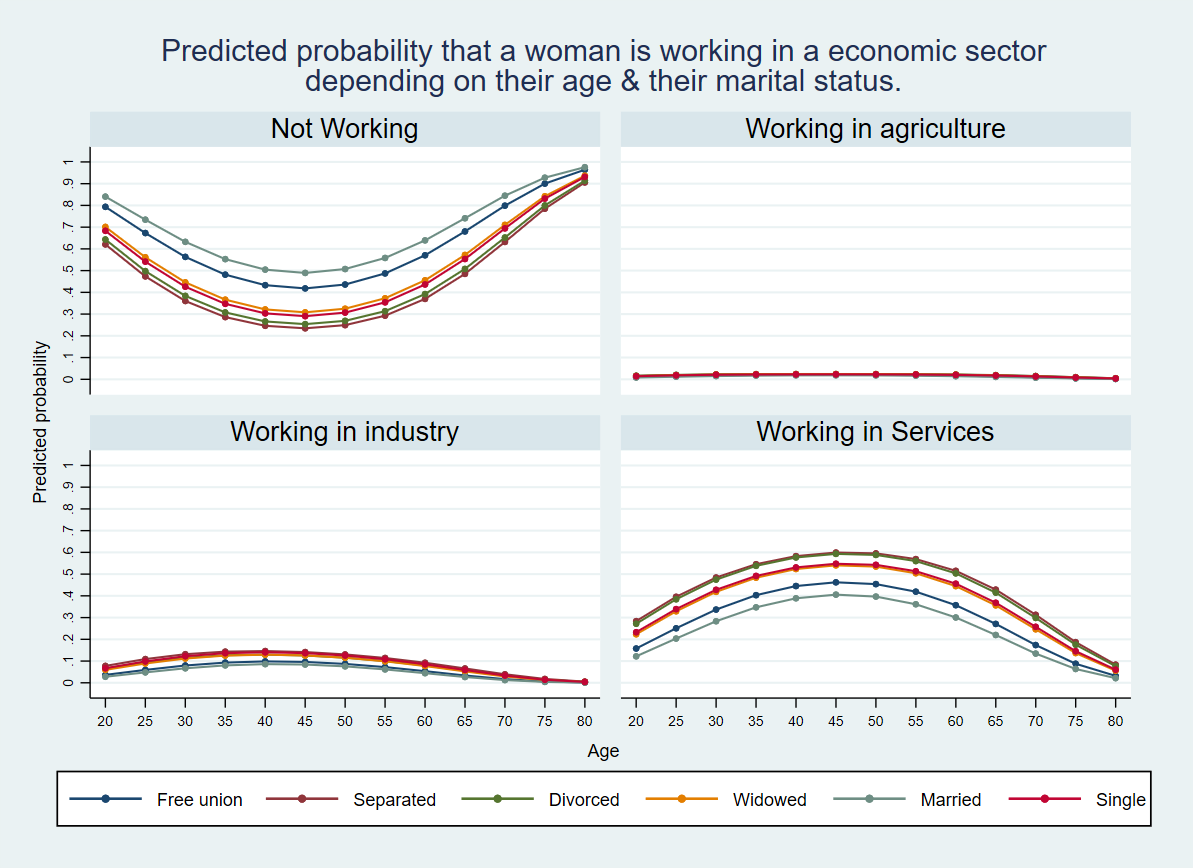 Predicted probability that a woman is working in a economic sector
depending on their age & their marital status.
Not Working
Working in agriculture
1
.9
.8
.7
.6
.5
.4
.3
.2
.1
0
Working in industry
Working in Services
1
.9
.8
.7
.6
.5
.4
.3
.2
.1
0
Predicted probability
20 25 30 35 40 45 50 55 60 65 70 75 80
20 25 30 35 40 45 50 55 60 65 70 75 80
Age
Free union Separated Divorced Widowed Married Single